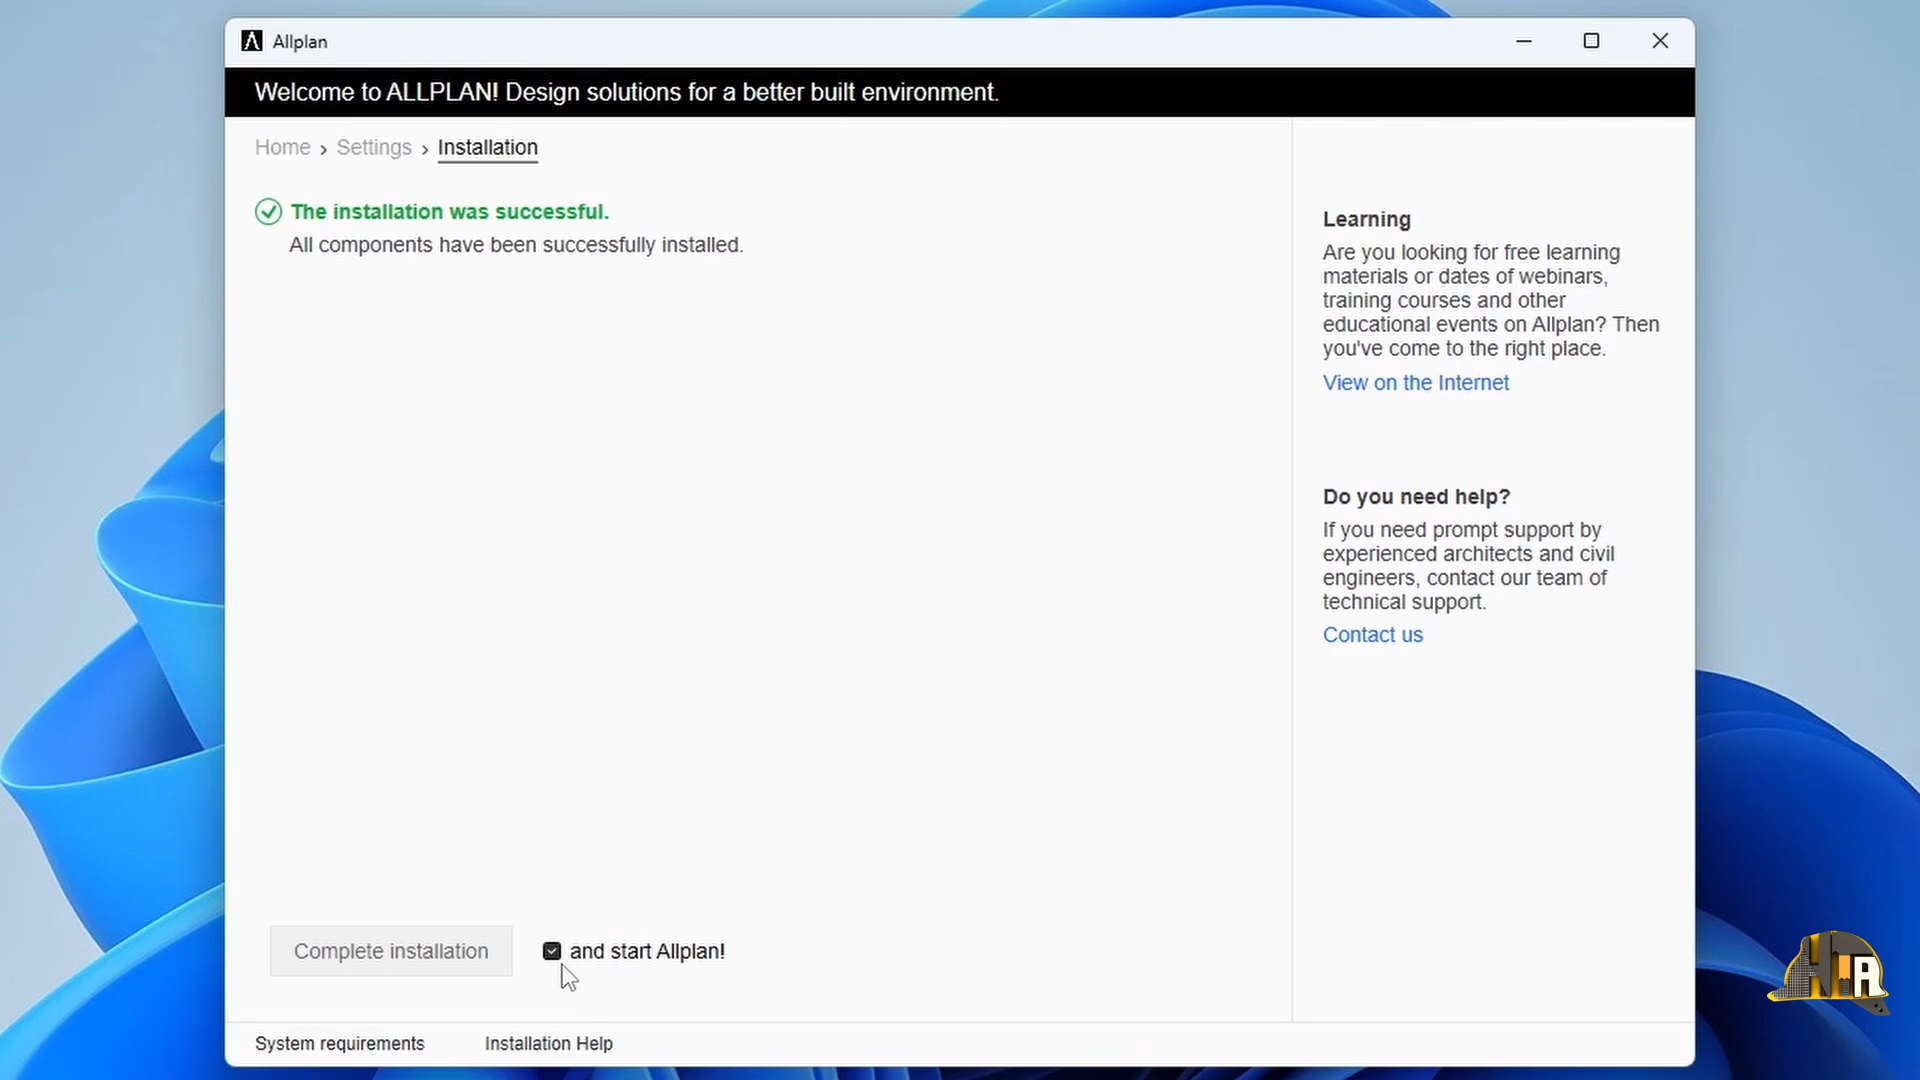 Allplan
Welcome to ALLPLAN! Design solutions for a better built environment.
Home › Settings › Installation
The installation was successful.
All components have been successfully installed.
Learning
Are you looking for free learning
materials or dates of webinars,
training courses and other
educational events on Allplan? Then
you've come to the right place.
View on the Internet
Do you need help?
If you need prompt support by
experienced architects and civil
engineers, contact our team of
technical support.
Contact us
Complete installation
and start Allplan!
System requirements
Installation Help